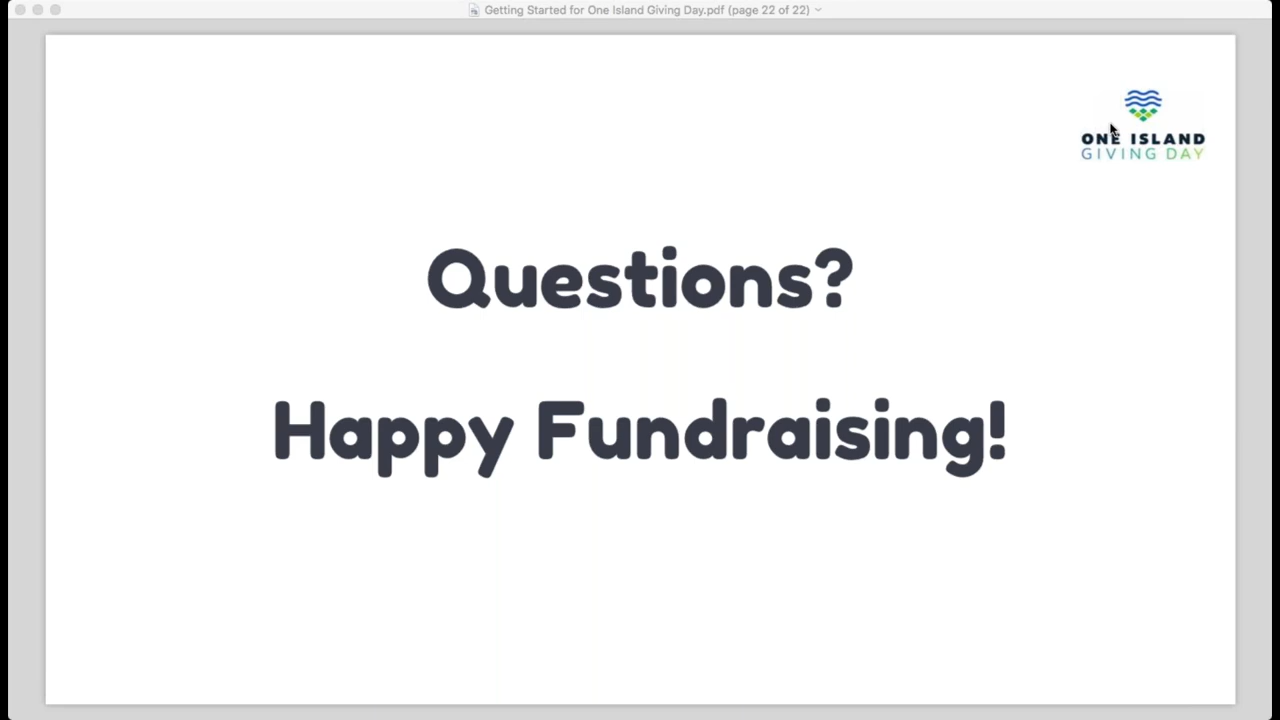 Getting Started for One Island Giving Day.pdf (page 22 of 22)
ONE ISLAND
GIVING DAY
Questions?
Happy Fundraising!